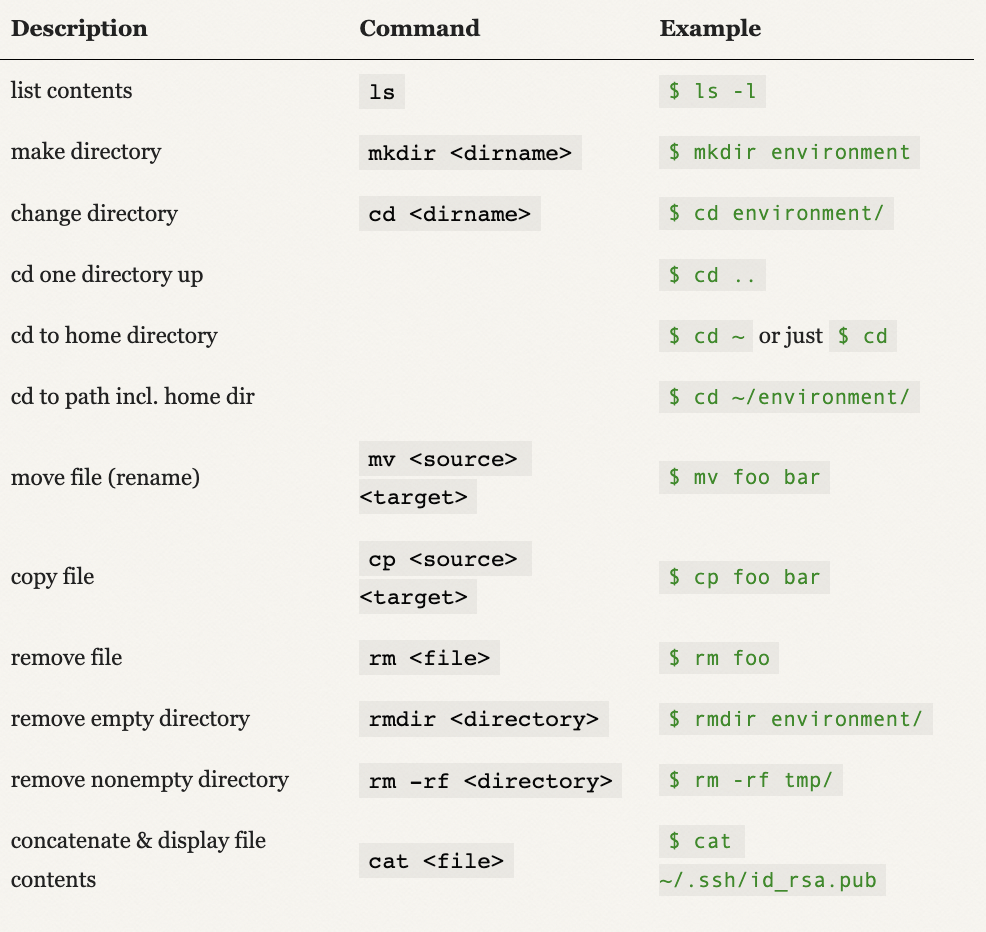 Description Command Example
list contents ls $ ls -l
make directory mkdir <dirname> $ mkdir environment
change directory cd <dirname> $ cd environment/
cd one directory up $ cd ..
cd to home directory $ cd ~ or just $ cd
cd to path incl. home dir $ cd ~/environment/
move file (rename) mv <source> <target> $ mv foo bar
copy file cp <source> <target> $ cp foo bar
remove file rm <file> $ rm foo
remove empty directory rmdir <directory> $ rmdir environment/
remove nonempty directory rm -rf <directory> $ rm -rf tmp/
concatenate & display file contents cat <file> $ cat ~/.ssh/id_rsa.pub